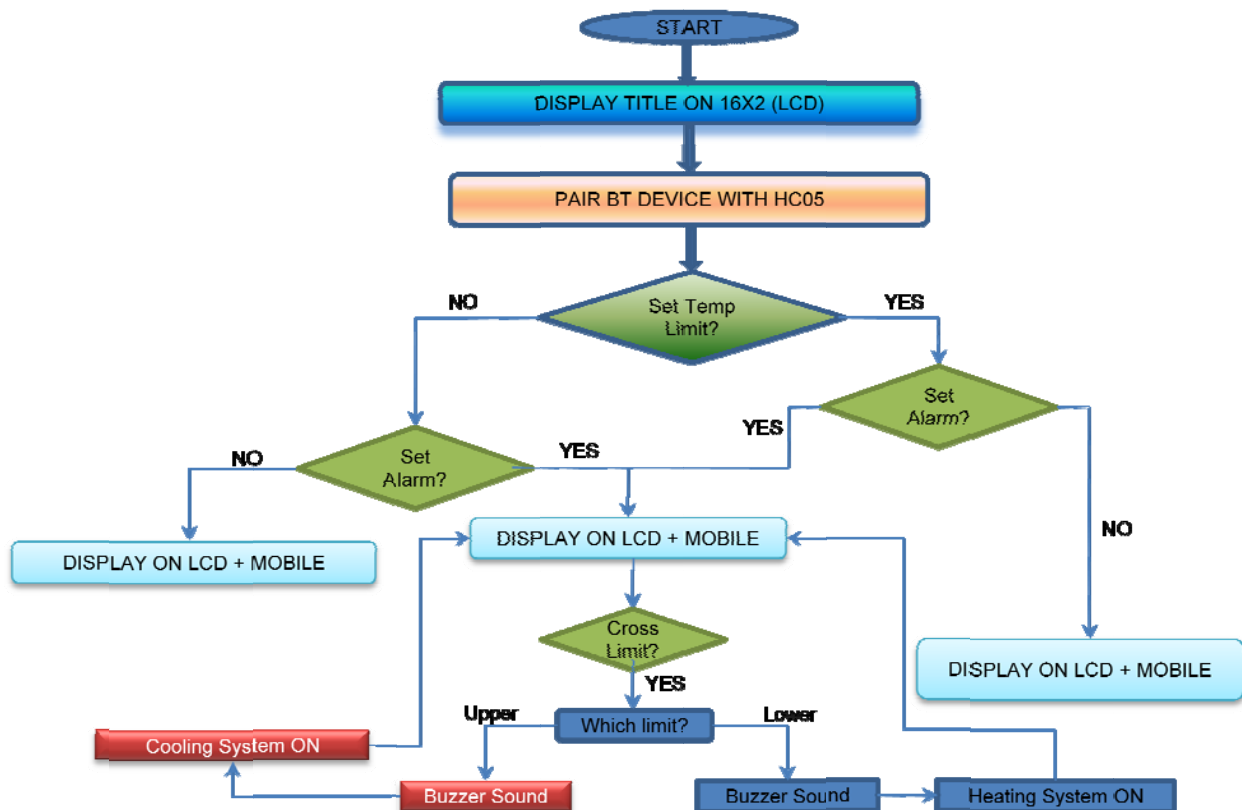 START
DISPLAY TITLE ON 16X2 (LCD)
PAIR BT DEVICE WITH HC05
NO
YES
Set Temp
Limit?
Set
Alarm?
YES
NO
Set
Alarm?
YES
NO
DISPLAY ON LCD + MOBILE
DISPLAY ON LCD + MOBILE
Cross
Limit?
DISPLAY ON LCD + MOBILE
YES
Upper
Which limit?
Lower
Cooling System ON
Buzzer Sound
Buzzer Sound
Heating System ON